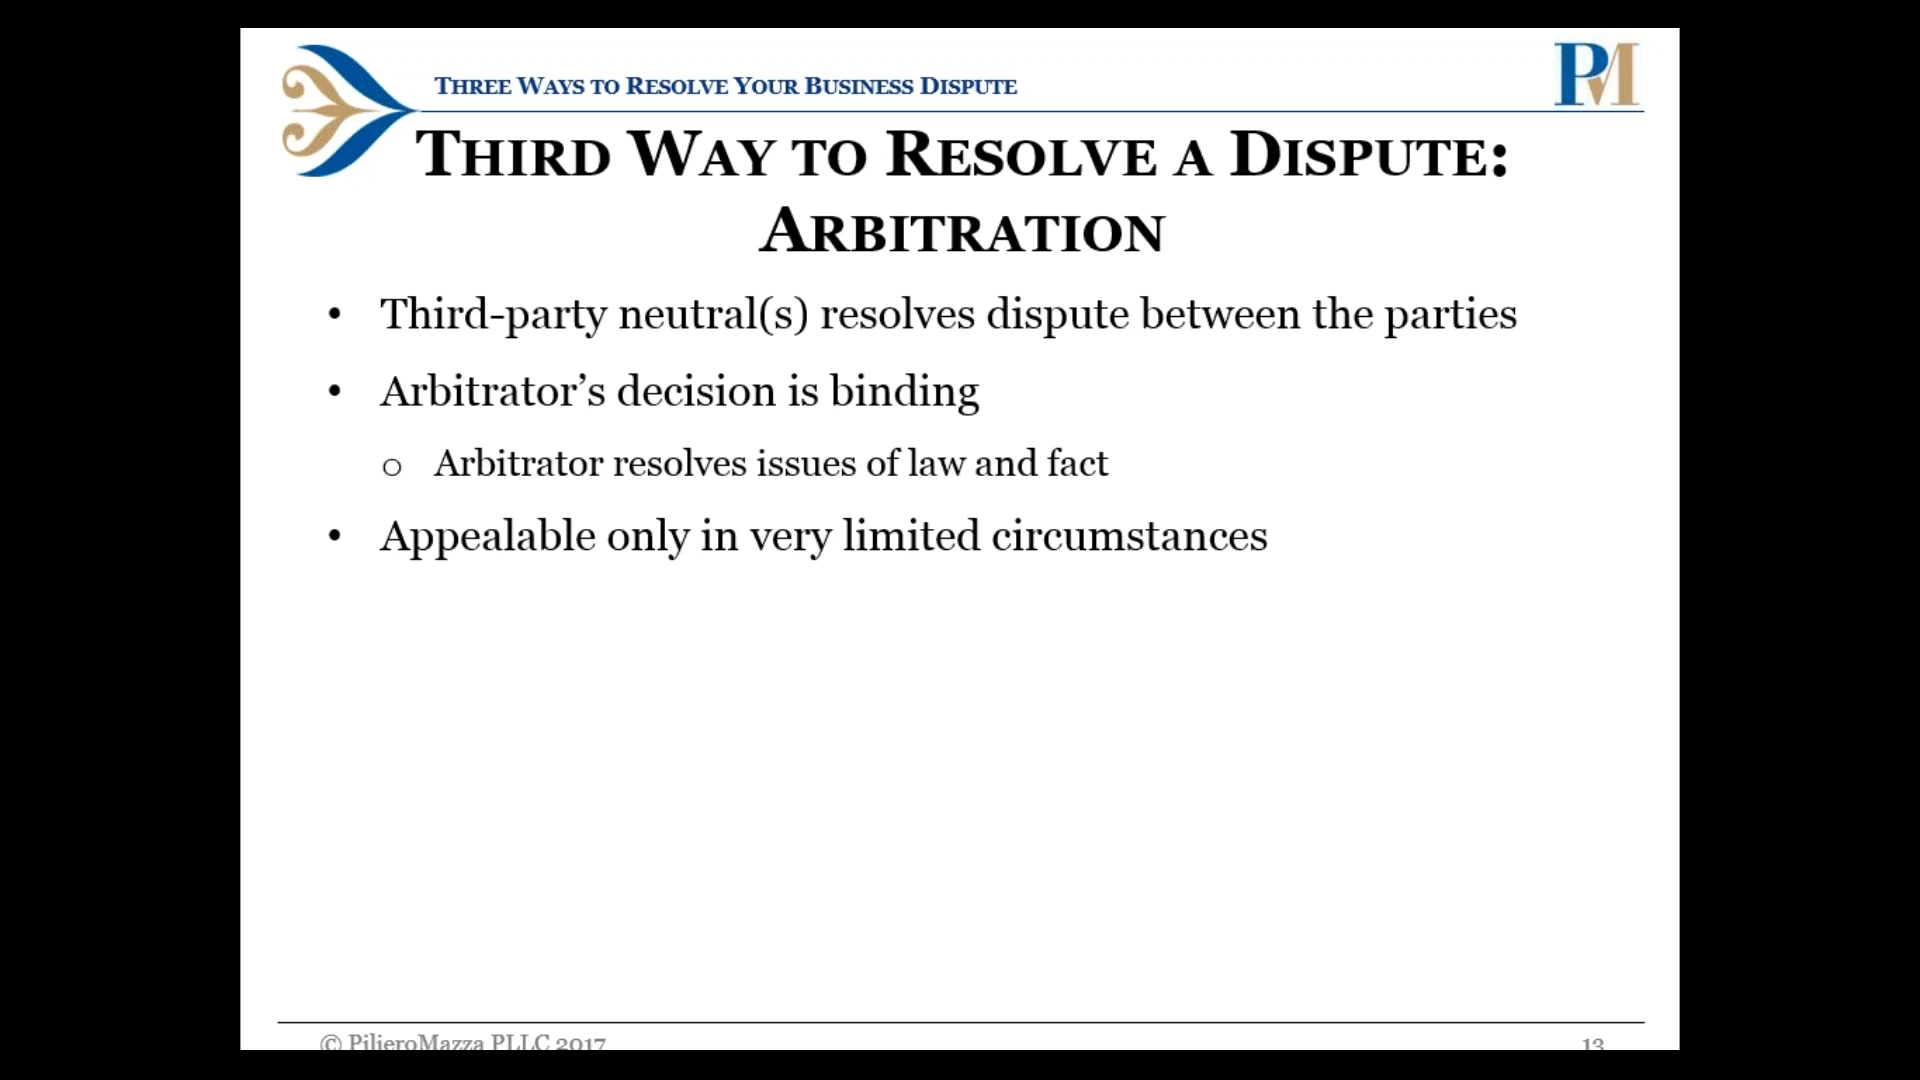 THREE WAYS TO RESOLVE YOUR BUSINESS DISPUTE
PM
THIRD WAY TO RESOLVE A DISPUTE:
ARBITRATION
• Third-party neutral(s) resolves dispute between the parties
• Arbitrator’s decision is binding
o Arbitrator resolves issues of law and fact
• Appealable only in very limited circumstances
© PilieroMazza PLLC 2017
13